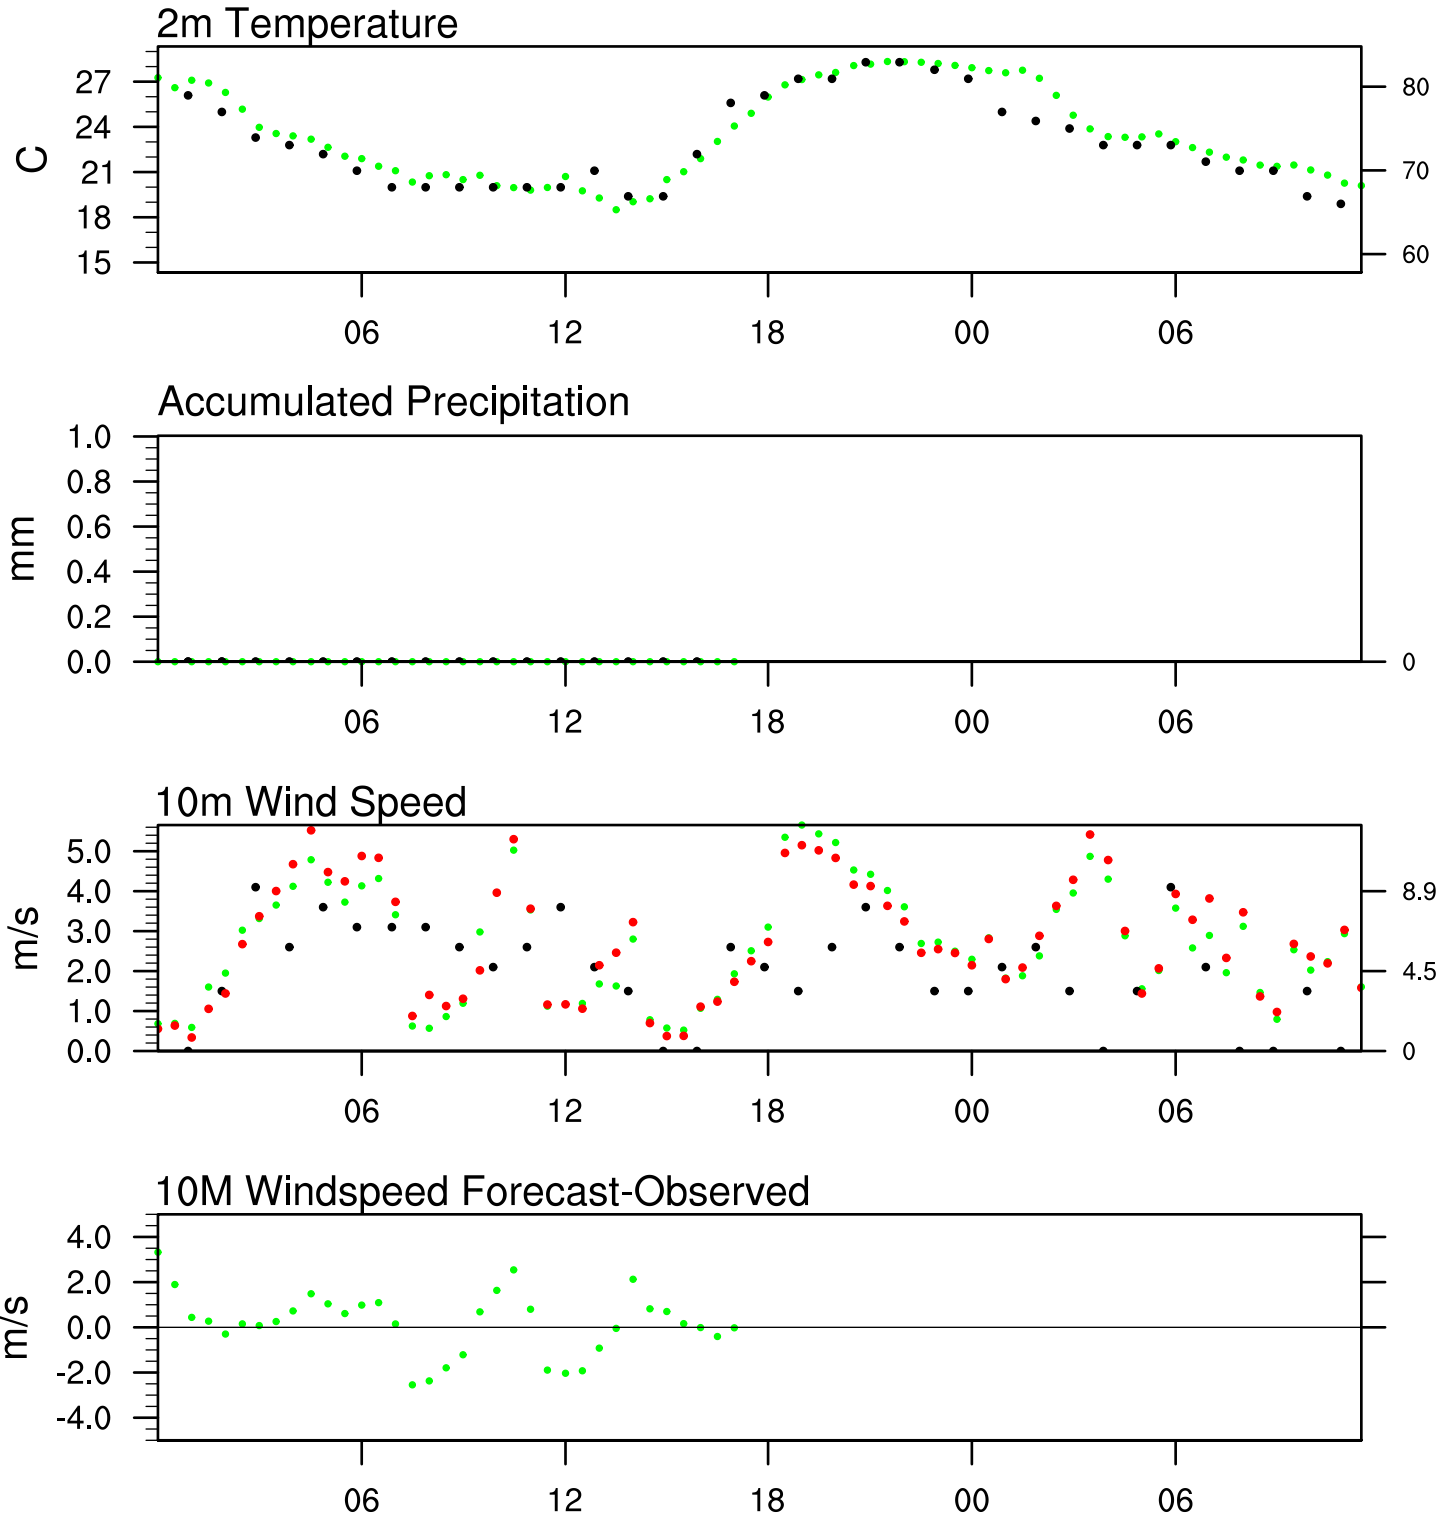 2m Temperature
C
27
24
21
18
15
80
70
60
06 12 18 00 06
Accumulated Precipitation
mm
1.0
0.8
0.6
0.4
0.2
0.0
0
06 12 18 00 06
10m Wind Speed
m/s
5.0
4.0
3.0
2.0
1.0
0.0
8.9
4.5
0
06 12 18 00 06
10M Windspeed Forecast-Observed
m/s
4.0
2.0
0.0
-2.0
-4.0
06 12 18 00 06